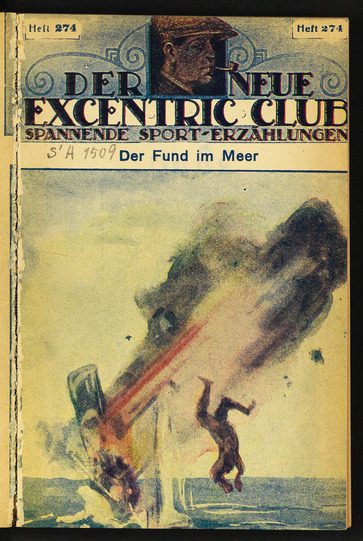 Heft 274
Heft 274
DER NEUE
EXCENTRIC CLUB
SPANNENDE SPORT-ERZÄHLUNGEN
S'A 1509
Der Fund im Meer